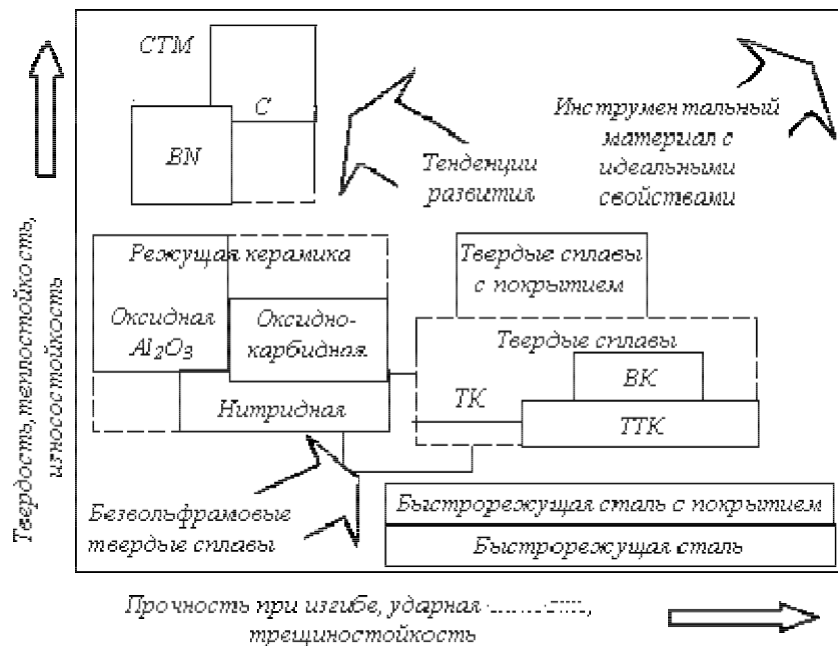 СТМ
С
BN
Тенденции
развития
Инструментальный
материал с
идеальными
свойствами
Твердость, теплостойкость,
износостойкость
Режущая керамика
Оксидная
Al₂O₃
Оксидно-
карбидная
Нитридная
Твердые сплавы
с покрытием
Твердые сплавы
ВК
ТК
ТТК
Безвольфрамовые
твердые сплавы
Быстрорежущая сталь с покрытием
Быстрорежущая сталь
Прочность при изгибе, ударная
трещиностойкость